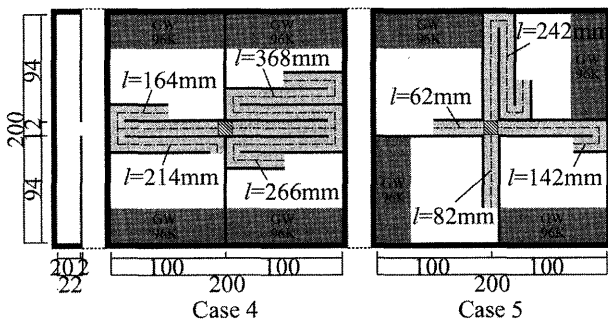 GW 96K
GW 96K
l=164mm
l=368mm
l=214mm
l=266mm
GW 96K
GW 96K
94
12
94
200
20
2
22
100
100
200
Case 4
GW 96K
GW 96K
l=242mm
l=62mm
l=142mm
l=82mm
GW 96K
GW 96K
100
100
200
Case 5